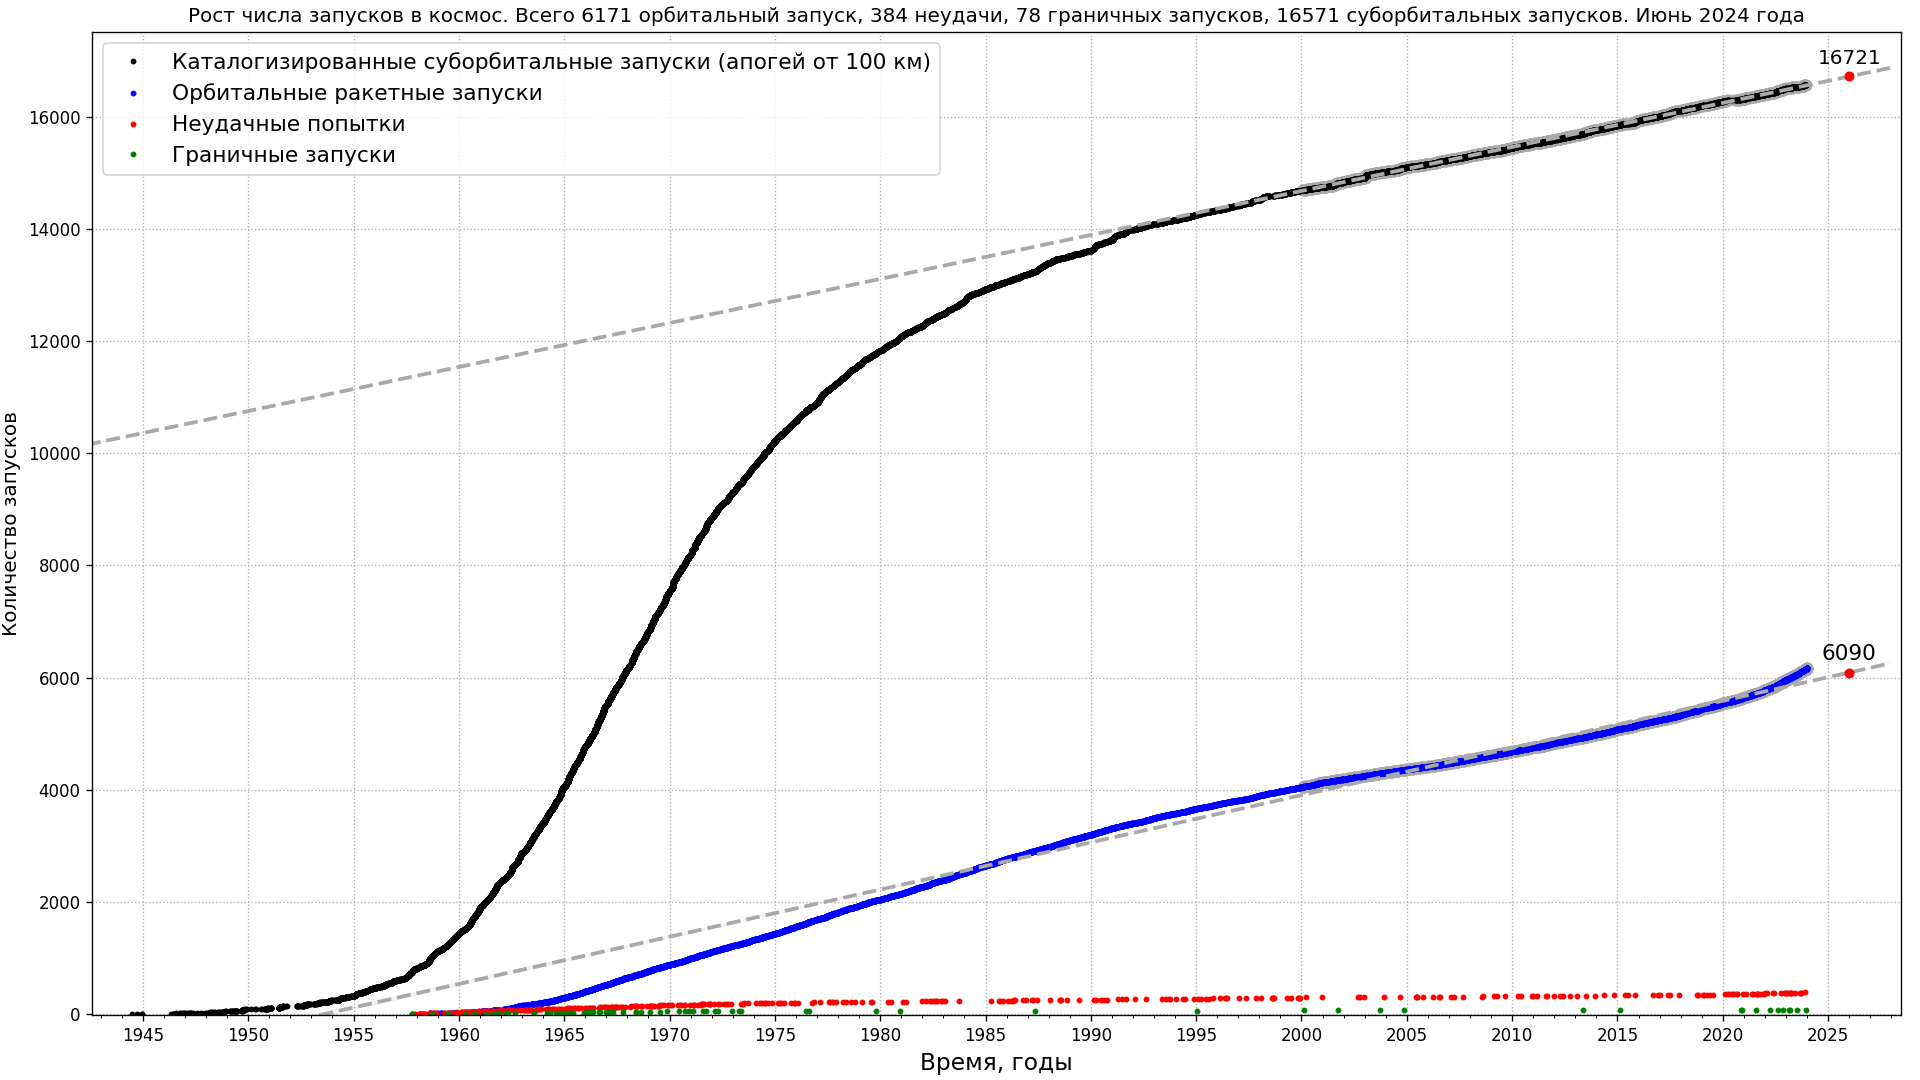 Рост числа запусков в космос. Всего 6171 орбитальный запуск, 384 неудачи, 78 граничных запусков, 16571 суборбитальных запусков. Июнь 2024 года
Каталогизированные суборбитальные запуски (апогей от 100 км)
Орбитальные ракетные запуски
Неудачные попытки
Граничные запуски
16721
6090
Количество запусков
16000
14000
12000
10000
8000
6000
4000
2000
0
1945 1950 1955 1960 1965 1970 1975 1980 1985 1990 1995 2000 2005 2010 2015 2020 2025
Время, годы